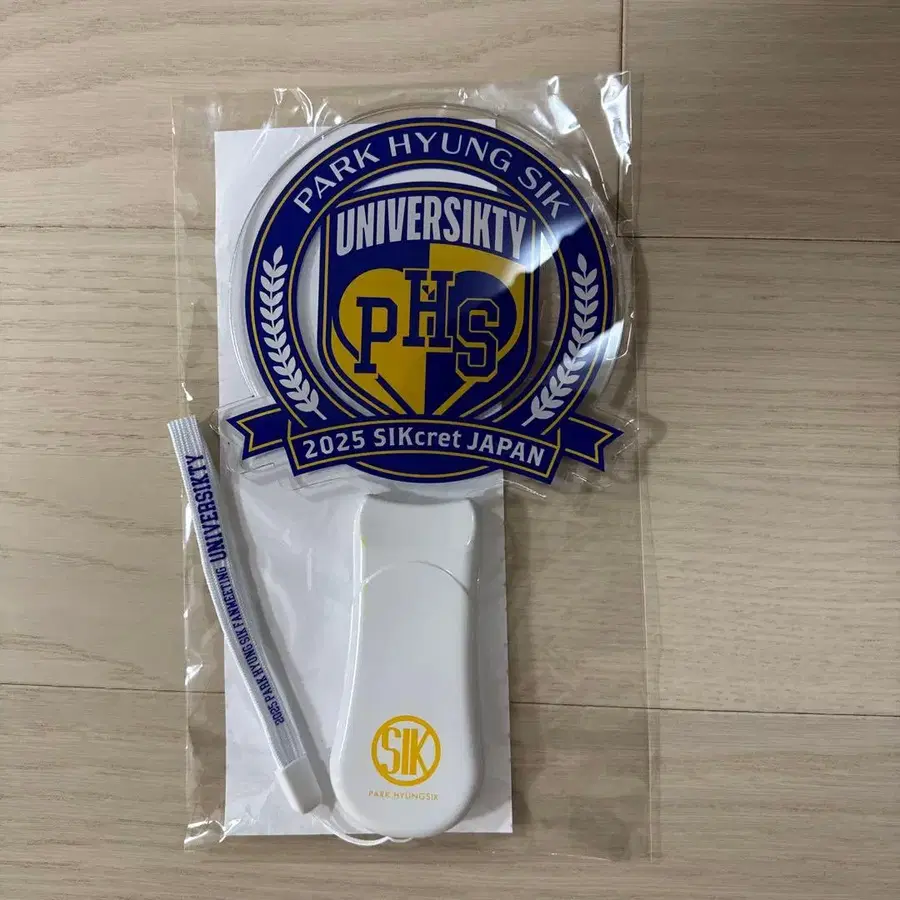 PARK HYUNG SIK
UNIVERSIKTY
PHS
2025 SIKcret JAPAN
2025 PARK HYUNG SIK FANMEETING UNIVERSIKTY
SIK
PARK HYUNGSIK